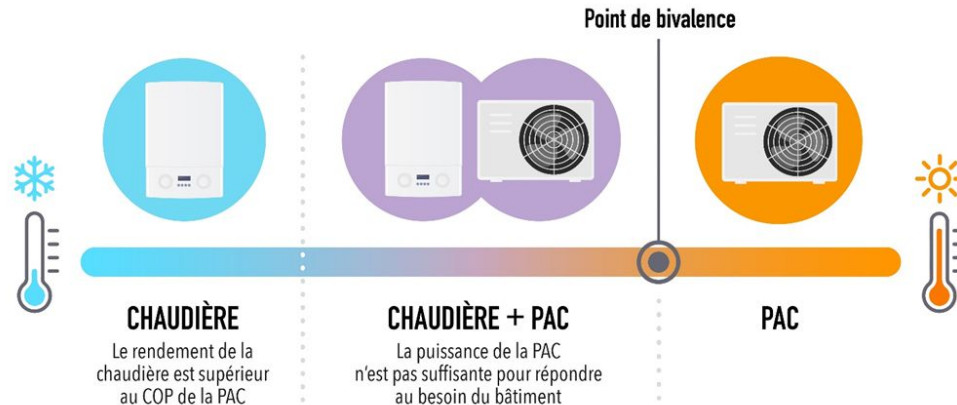 Point de bivalence
CHAUDIÈRE
Le rendement de la
chaudière est supérieur
au COP de la PAC
CHAUDIÈRE + PAC
La puissance de la PAC
n'est pas suffisante pour répondre
au besoin du bâtiment
PAC